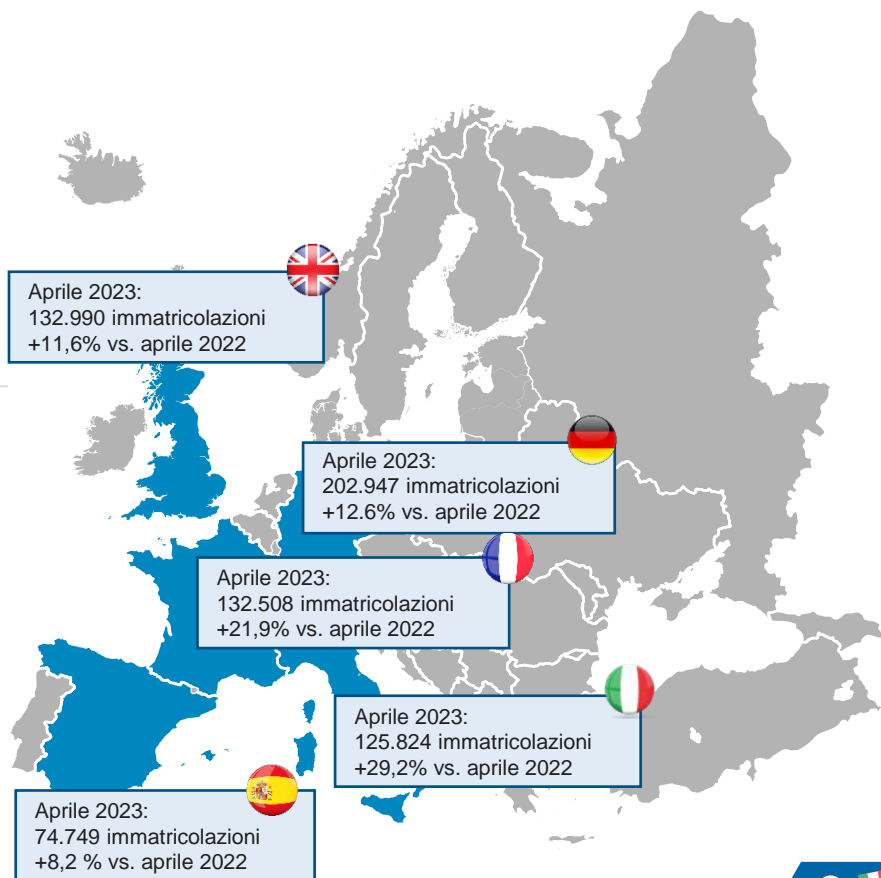 Aprile 2023:
132.990 immatricolazioni
+11,6% vs. aprile 2022
Aprile 2023:
202.947 immatricolazioni
+12.6% vs. aprile 2022
Aprile 2023:
132.508 immatricolazioni
+21,9% vs. aprile 2022
Aprile 2023:
125.824 immatricolazioni
+29,2% vs. aprile 2022
Aprile 2023:
74.749 immatricolazioni
+8,2 % vs. aprile 2022